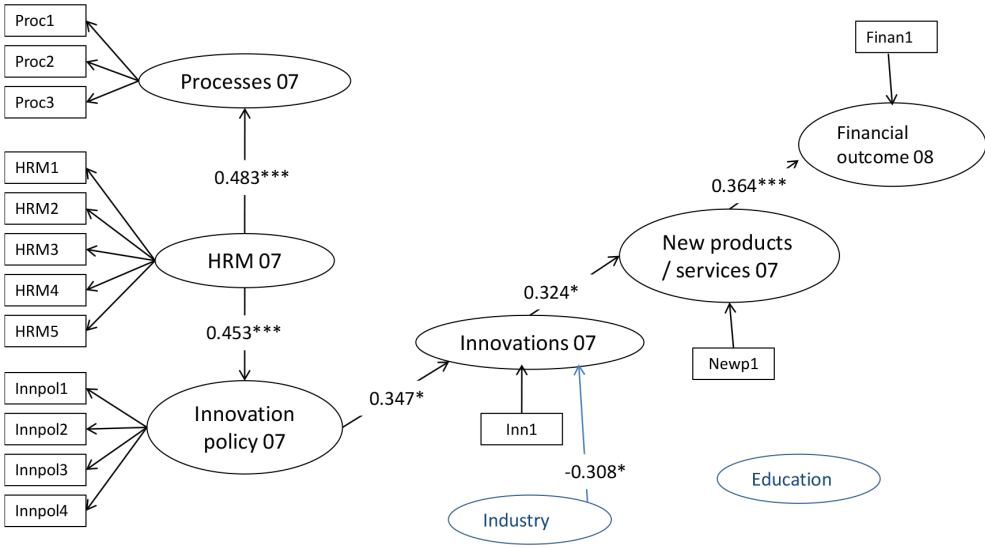 Proc1
Proc2
Proc3
Processes 07
Finan1
Financial
outcome 08
0.483***
HRM1
HRM2
HRM3
HRM4
HRM5
HRM 07
0.364***
New products
/ services 07
0.324*
0.453***
Innovations 07
Newp1
Innpol1
Innpol2
Innpol3
Innpol4
Innovation
policy 07
0.347*
Inn1
-0.308*
Education
Industry